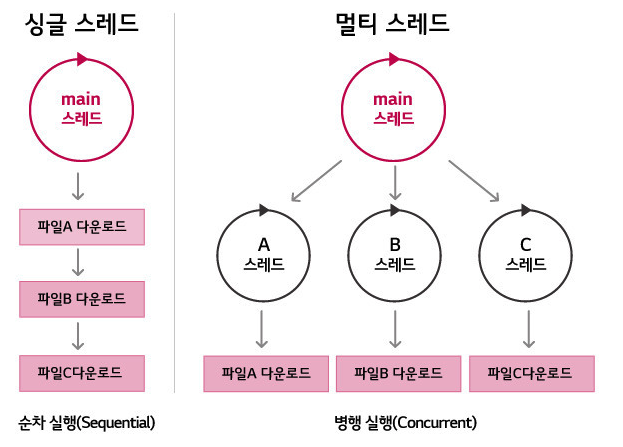 싱글 스레드
main
스레드
파일A 다운로드
파일B 다운로드
파일C다운로드
순차 실행(Sequential)
멀티 스레드
main
스레드
A
스레드
B
스레드
C
스레드
파일A 다운로드
파일B 다운로드
파일C다운로드
병행 실행(Concurrent)